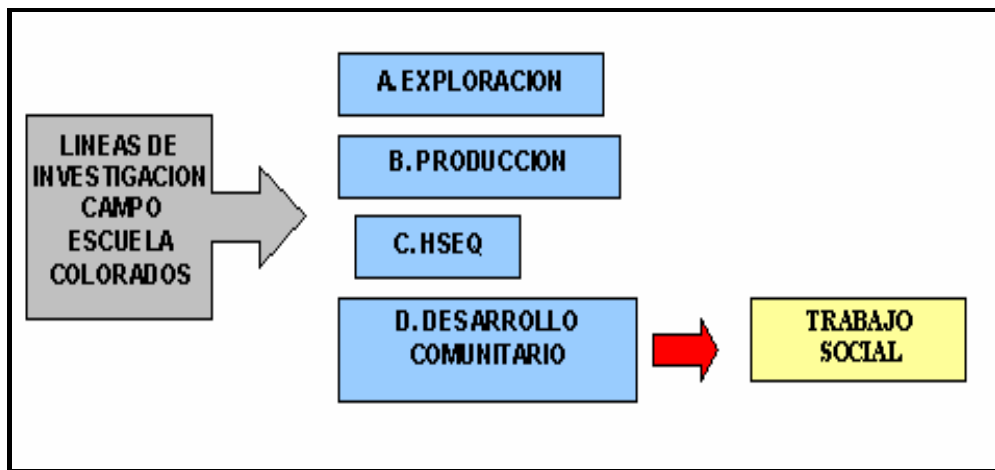 LINEAS DE
INVESTIGACION
CAMPO
ESCUELA
COLORADOS
A. EXPLORACION
B. PRODUCCION
C. HSEQ
D. DESARROLLO
COMUNITARIO
TRABAJO
SOCIAL